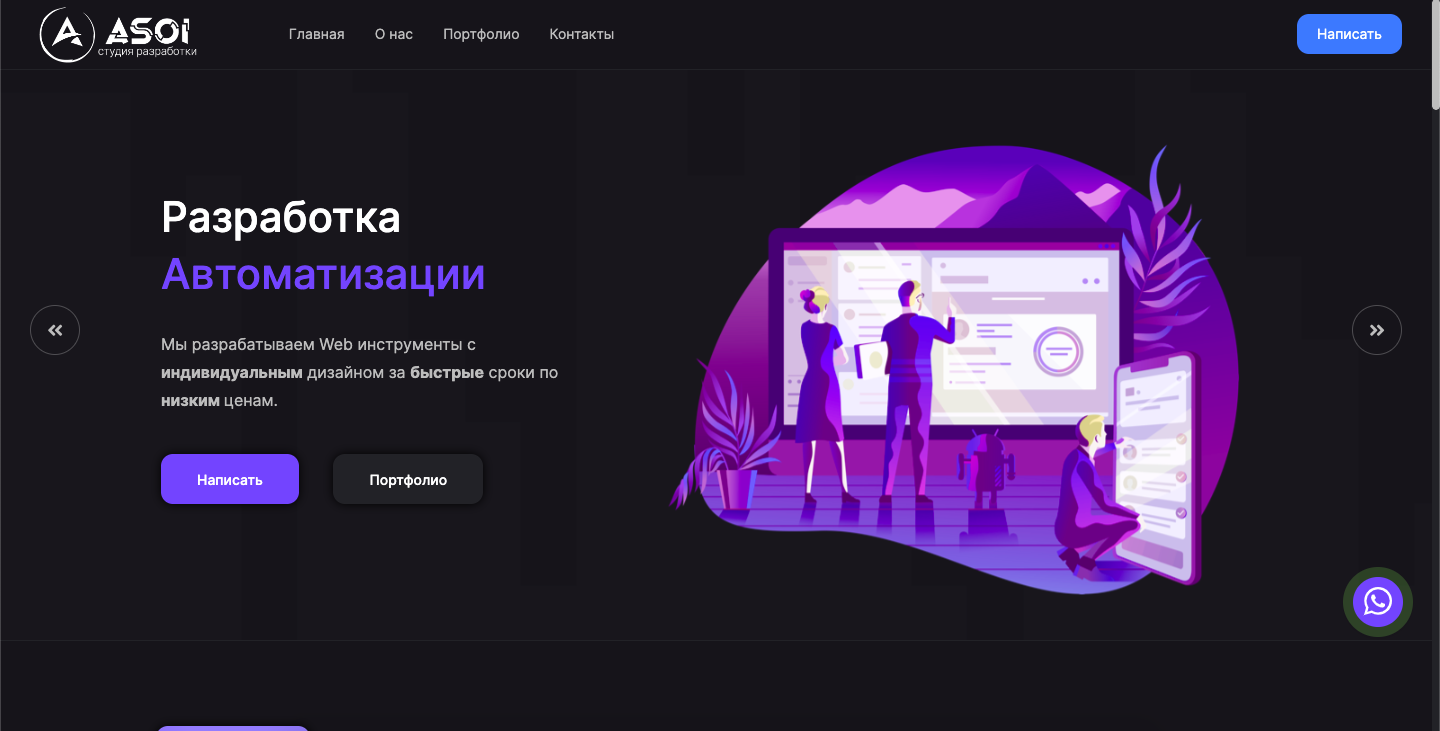 ASOi
студия разработки
Главная
О нас
Портфолио
Контакты
Написать
Разработка
Автоматизации
Мы разрабатываем Web инструменты с
индивидуальным дизайном за быстрые сроки по
низким ценам.
Написать
Портфолио